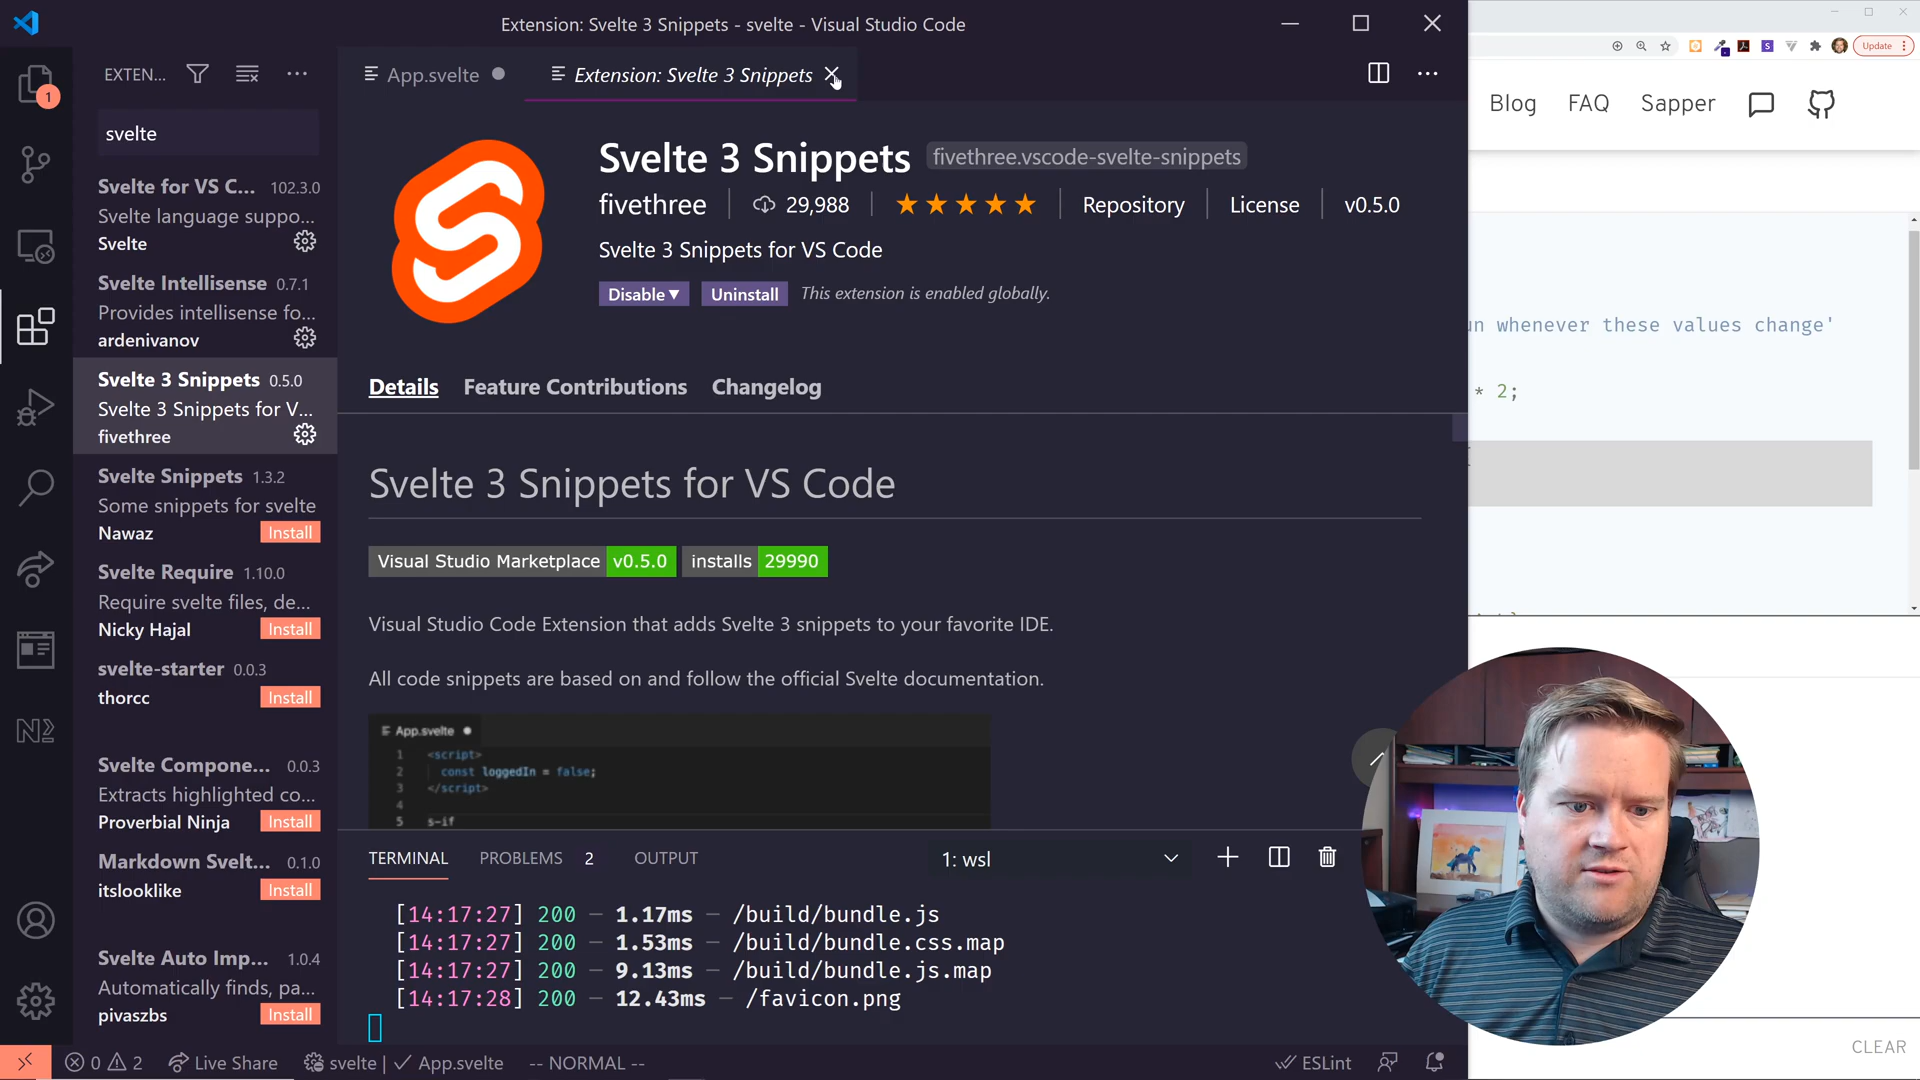 Extension: Svelte 3 Snippets - svelte - Visual Studio Code
Update
EXTEN...
App.svelte
Extension: Svelte 3 Snippets
Blog FAQ Sapper
1
svelte
Svelte for VS C... 102.3.0
Svelte language suppo...
Svelte
Svelte Intellisense 0.7.1
Provides intellisense fo...
ardenivanov
Svelte 3 Snippets 0.5.0
Svelte 3 Snippets for V...
fivethree
Svelte Snippets 1.3.2
Some snippets for svelte
Nawaz Install
Svelte Require 1.10.0
Require svelte files, de...
Nicky Hajal Install
svelte-starter 0.0.3
thorcc Install
Svelte Compone... 0.0.3
Extracts highlighted co...
Proverbial Ninja Install
Markdown Svelt... 0.1.0
itslooklike Install
Svelte Auto Imp... 1.0.4
Automatically finds, pa...
pivaszbs Install
Svelte 3 Snippets fivethree.vscode-svelte-snippets
fivethree 29,988 Repository License v0.5.0
Svelte 3 Snippets for VS Code
Disable Uninstall This extension is enabled globally.
Details Feature Contributions Changelog
Svelte 3 Snippets for VS Code
Visual Studio Marketplace v0.5.0 installs 29990
Visual Studio Code Extension that adds Svelte 3 snippets to your favorite IDE.
All code snippets are based on and follow the official Svelte documentation.
App.svelte
1 <script>
2 const loggedIn = false;
3 </script>
4
5 s-if
whenever these values change'
* 2;
TERMINAL PROBLEMS 2 OUTPUT 1: wsl
[14:17:27] 200 — 1.17ms — /build/bundle.js
[14:17:27] 200 — 1.53ms — /build/bundle.css.map
[14:17:27] 200 — 9.13ms — /build/bundle.js.map
[14:17:28] 200 — 12.43ms — /favicon.png
CLEAR
0 2 Live Share svelte | ✓ App.svelte -- NORMAL -- ESLint